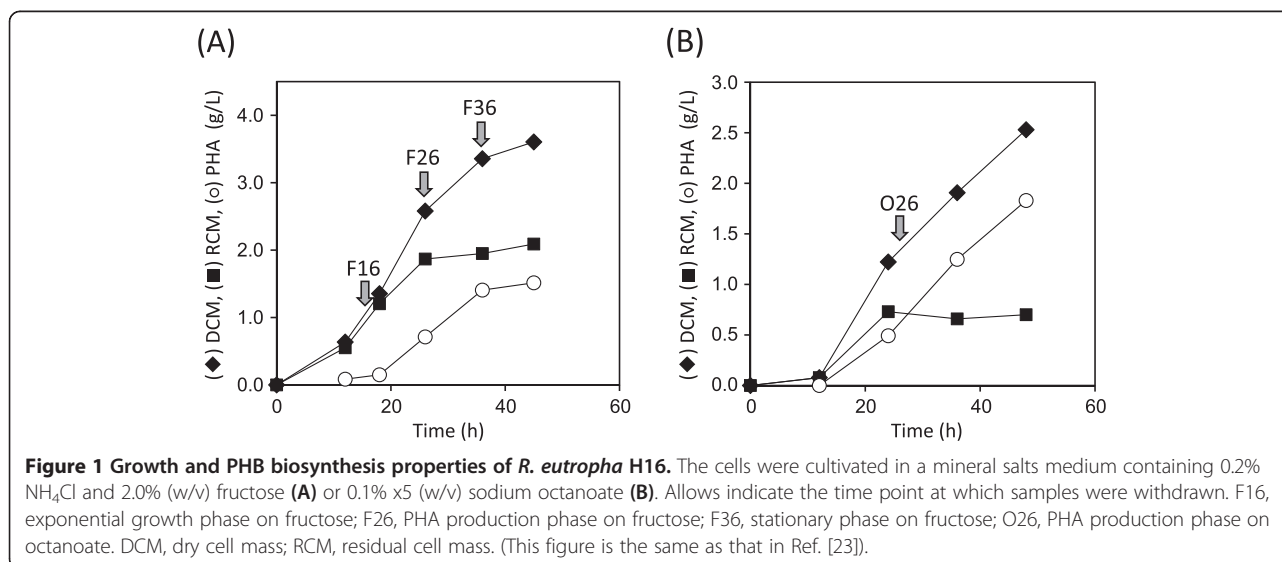 (A)
(B)
(◆) DCM, (■) RCM, (○) PHA (g/L)
4.0
3.0
2.0
1.0
0.0
F16
F26
F36
0
20
40
60
Time (h)
(◆) DCM, (■) RCM, (○) PHA (g/L)
3.0
2.5
2.0
1.5
1.0
0.5
0.0
O26
0
20
40
60
Time (h)
Figure 1 Growth and PHB biosynthesis properties of R. eutropha H16. The cells were cultivated in a mineral salts medium containing 0.2%
NH₄Cl and 2.0% (w/v) fructose (A) or 0.1% x5 (w/v) sodium octanoate (B). Allows indicate the time point at which samples were withdrawn. F16,
exponential growth phase on fructose; F26, PHA production phase on fructose; F36, stationary phase on fructose; O26, PHA production phase on
octanoate. DCM, dry cell mass; RCM, residual cell mass. (This figure is the same as that in Ref. [23]).